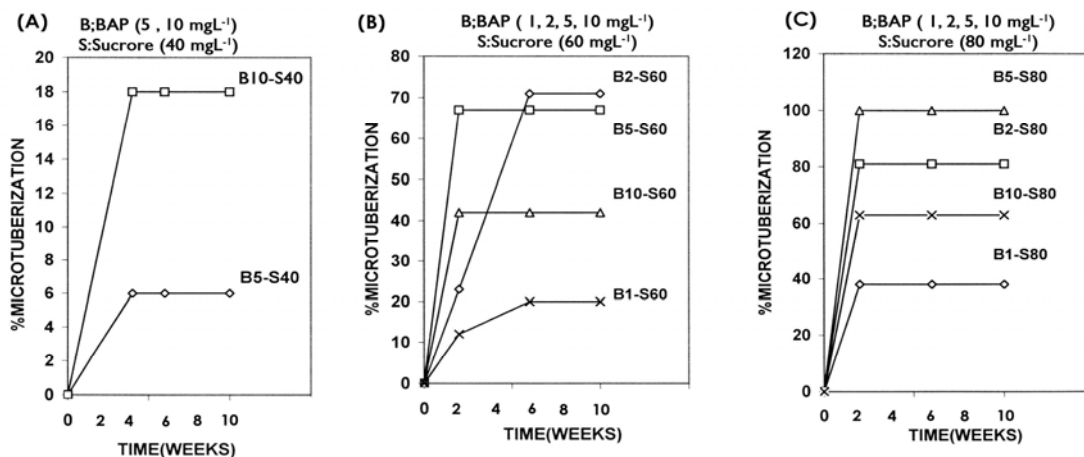 (A)
B;BAP (5 , 10 mgL-1)
S:Sucrore (40 mgL-1)
%MICROTUBERIZATION
20
18
16
14
12
10
8
6
4
2
0
B10-S40
B5-S40
0 2 4 6 8 10
TIME(WEEKS)
(B)
B;BAP ( 1, 2, 5, 10 mgL-1)
S:Sucrore (60 mgL-1)
%MICROTUBERIZATION
80
70
60
50
40
30
20
10
0
B2-S60
B5-S60
B10-S60
B1-S60
0 2 4 6 8 10
TIME(WEEKS)
(C)
B;BAP ( 1, 2, 5, 10 mgL-1)
S:Sucrore (80 mgL-1)
%MICROTUBERIZATION
120
100
80
60
40
20
0
B5-S80
B2-S80
B10-S80
B1-S80
0 2 4 6 8 10
TIME(WEEKS)